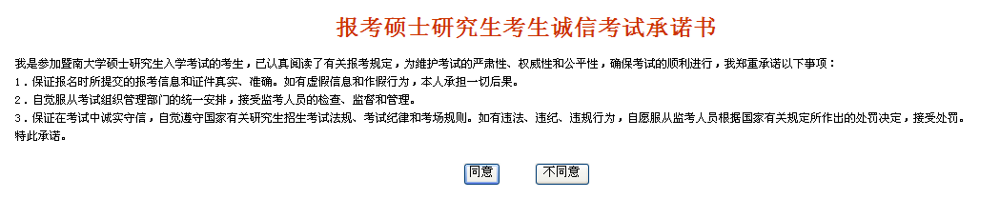 报考硕士研究生考生诚信考试承诺书
我是参加暨南大学硕士研究生入学考试的考生，已认真阅读了有关报考规定，为维护考试的严肃性、权威性和公平性，确保考试的顺利进行，我郑重承诺以下事项：
1．保证报名时所提交的报考信息和证件真实、准确。如有虚假信息和作假行为，本人承担一切后果。
2．自觉服从考试组织管理部门的统一安排，接受监考人员的检查、监督和管理。
3．保证在考试中诚实守信，自觉遵守国家有关研究生招生考试法规、考试纪律和考场规则。如有违法、违纪、违规行为，自愿服从监考人员根据国家有关规定所作出的处罚决定，接受处罚。
特此承诺。
同意 不同意